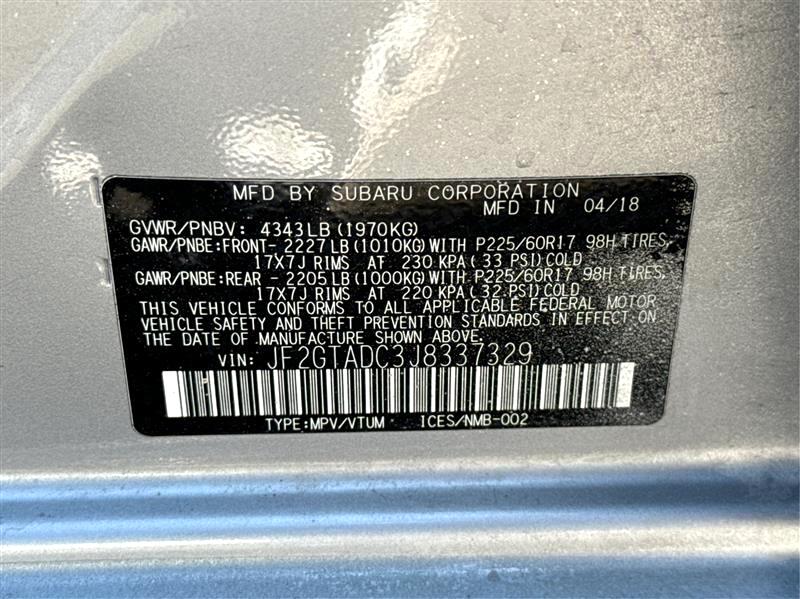 MFD BY SUBARU CORPORATION
MFD IN 04/18
GVWR/PNBV: 4343LB(1970KG)
GAWR/PNBE:FRONT- 2227LB(1010KG)WITH P225/60R17 98H TIRES,
17X7J RIMS AT 230 KPA( 33 PSI)COLD
GAWR/PNBE:REAR - 2205LB(1000KG)WITH P225/60R17 98H TIRES,
17X7J RIMS AT 220 KPA( 32 PSI)COLD
THIS VEHICLE CONFORMS TO ALL APPLICABLE FEDERAL MOTOR
VEHICLE SAFETY AND THEFT PREVENTION STANDARDS IN EFFECT ON
THE DATE OF MANUFACTURE SHOWN ABOVE.
VIN: JF2GTADC3J8337329
TYPE:MPV/VTUM ICES/NMB-002